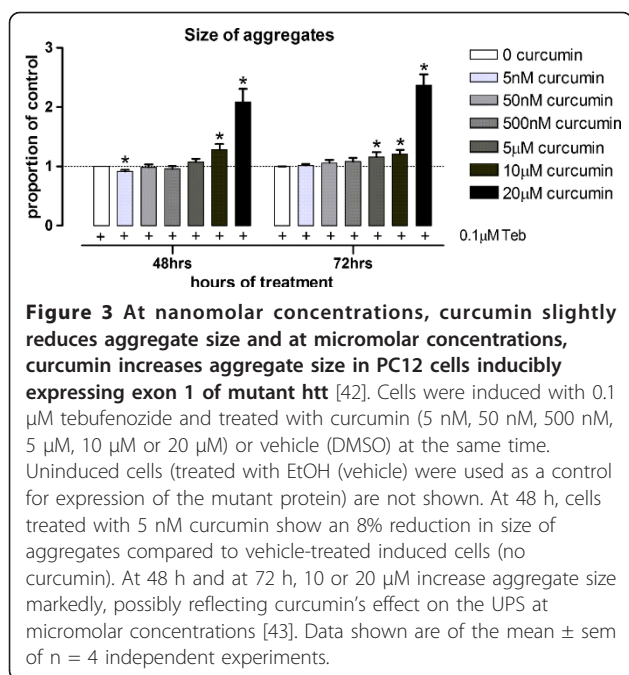 Size of aggregates
proportion of control
3
2
1
0
* * * * * *
+ + + + + + + + + + + + + +
0.1μM Teb
48hrs 72hrs
hours of treatment
0 curcumin
5nM curcumin
50nM curcumin
500nM curcumin
5μM curcumin
10μM curcumin
20μM curcumin
Figure 3 At nanomolar concentrations, curcumin slightly
reduces aggregate size and at micromolar concentrations,
curcumin increases aggregate size in PC12 cells inducibly
expressing exon 1 of mutant htt [42]. Cells were induced with 0.1
μM tebufenozide and treated with curcumin (5 nM, 50 nM, 500 nM,
5 μM, 10 μM or 20 μM) or vehicle (DMSO) at the same time.
Uninduced cells (treated with EtOH (vehicle) were used as a control
for expression of the mutant protein) are not shown. At 48 h, cells
treated with 5 nM curcumin show an 8% reduction in size of
aggregates compared to vehicle-treated induced cells (no
curcumin). At 48 h and at 72 h, 10 or 20 μM increase aggregate size
markedly, possibly reflecting curcumin's effect on the UPS at
micromolar concentrations [43]. Data shown are of the mean ± sem
of n = 4 independent experiments.